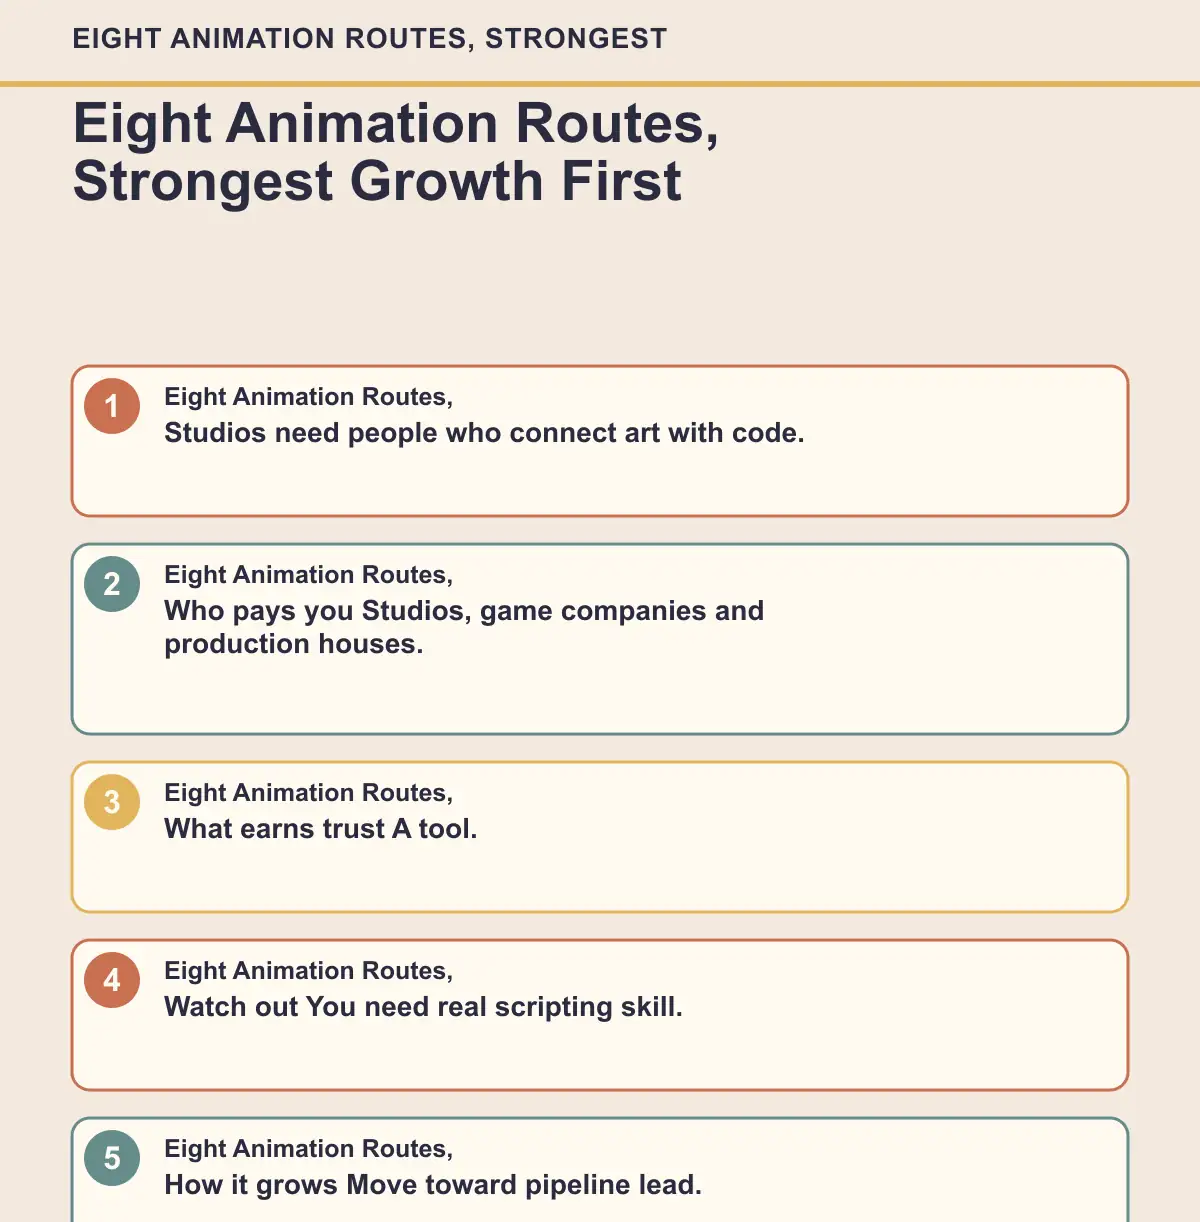 EIGHT ANIMATION ROUTES, STRONGEST
Eight Animation Routes,
Strongest Growth First
1
Eight Animation Routes,
Studios need people who connect art with code.
2
Eight Animation Routes,
Who pays you Studios, game companies and
production houses.
3
Eight Animation Routes,
What earns trust A tool.
4
Eight Animation Routes,
Watch out You need real scripting skill.
5
Eight Animation Routes,
How it grows Move toward pipeline lead.